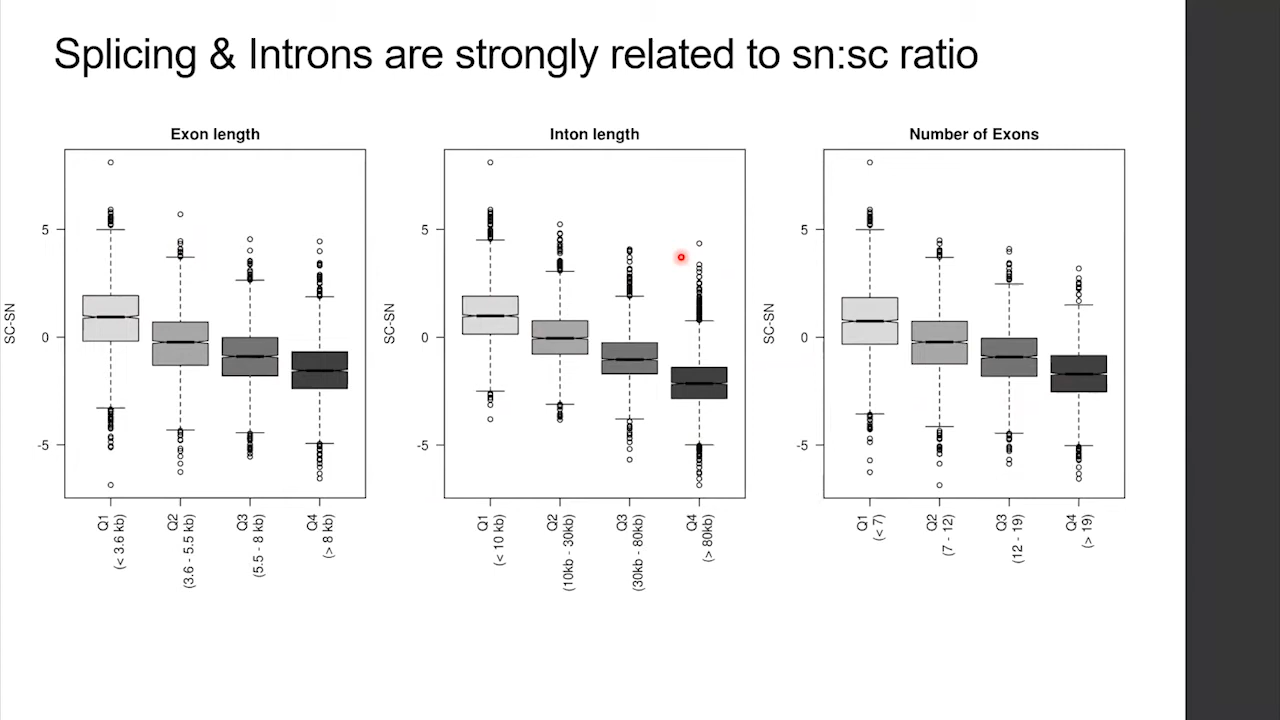 Splicing & Introns are strongly related to sn:sc ratio
Exon length
SC-SN
5
0
-5
Q1
(< 3.6 kb)
Q2
(3.6 - 5.5 kb)
Q3
(5.5 - 8 kb)
Q4
(> 8 kb)
Inton length
SC-SN
5
0
-5
Q1
(< 10 kb)
Q2
(10kb - 30kb)
Q3
(30kb - 80kb)
Q4
(> 80kb)
Number of Exons
SC-SN
5
0
-5
Q1
(< 7)
Q2
(7 - 12)
Q3
(12 - 19)
Q4
(> 19)